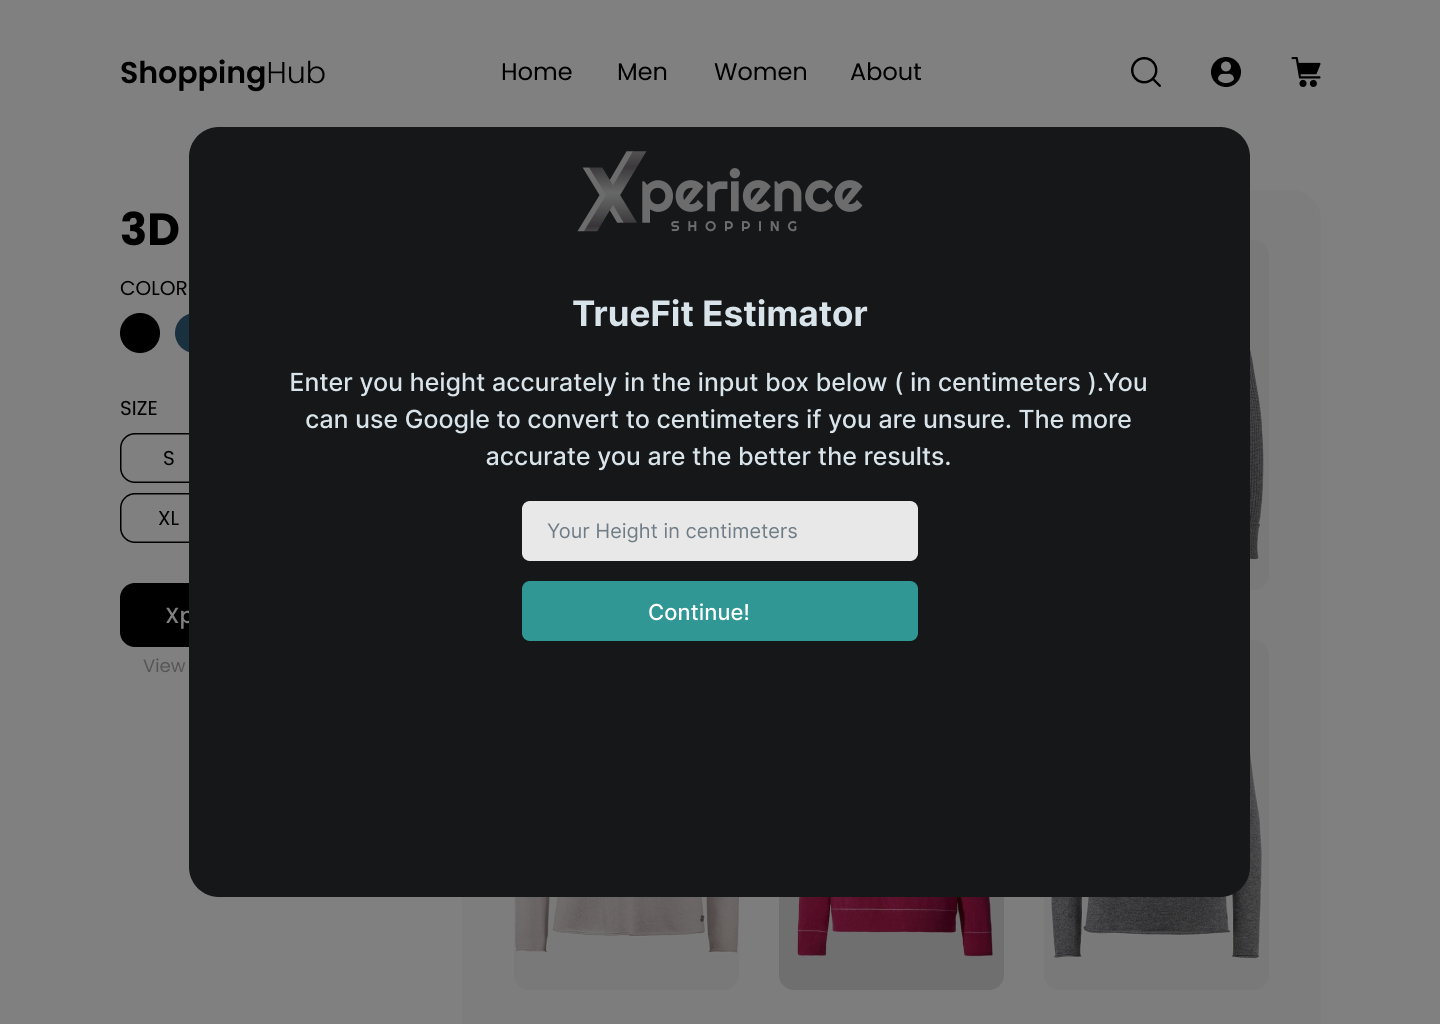 ShoppingHub
Home Men Women About
Xperience
SHOPPING
3D
COLOR
SIZE
S
XL
View
TrueFit Estimator
Enter you height accurately in the input box below ( in centimeters ).You
can use Google to convert to centimeters if you are unsure. The more
accurate you are the better the results.
Your Height in centimeters
Continue!